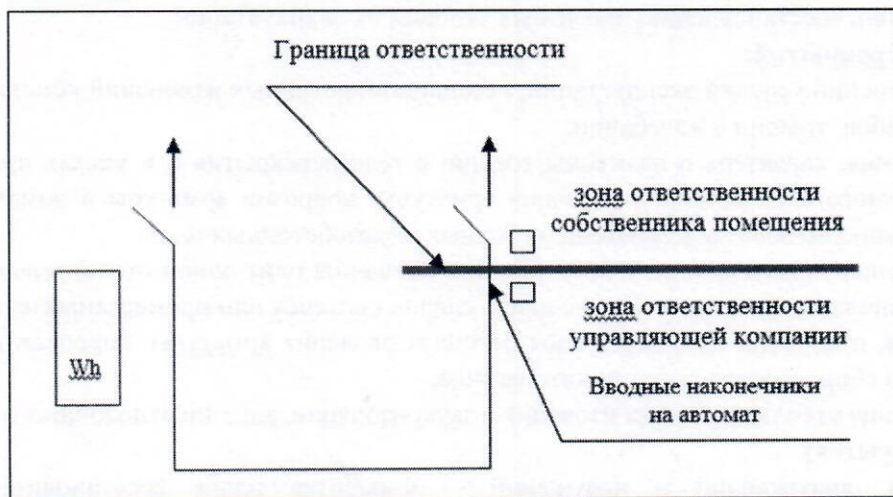 Граница ответственности
зона ответственности
собственника помещения
зона ответственности
управляющей компании
Wh
Вводные наконечники
на автомат